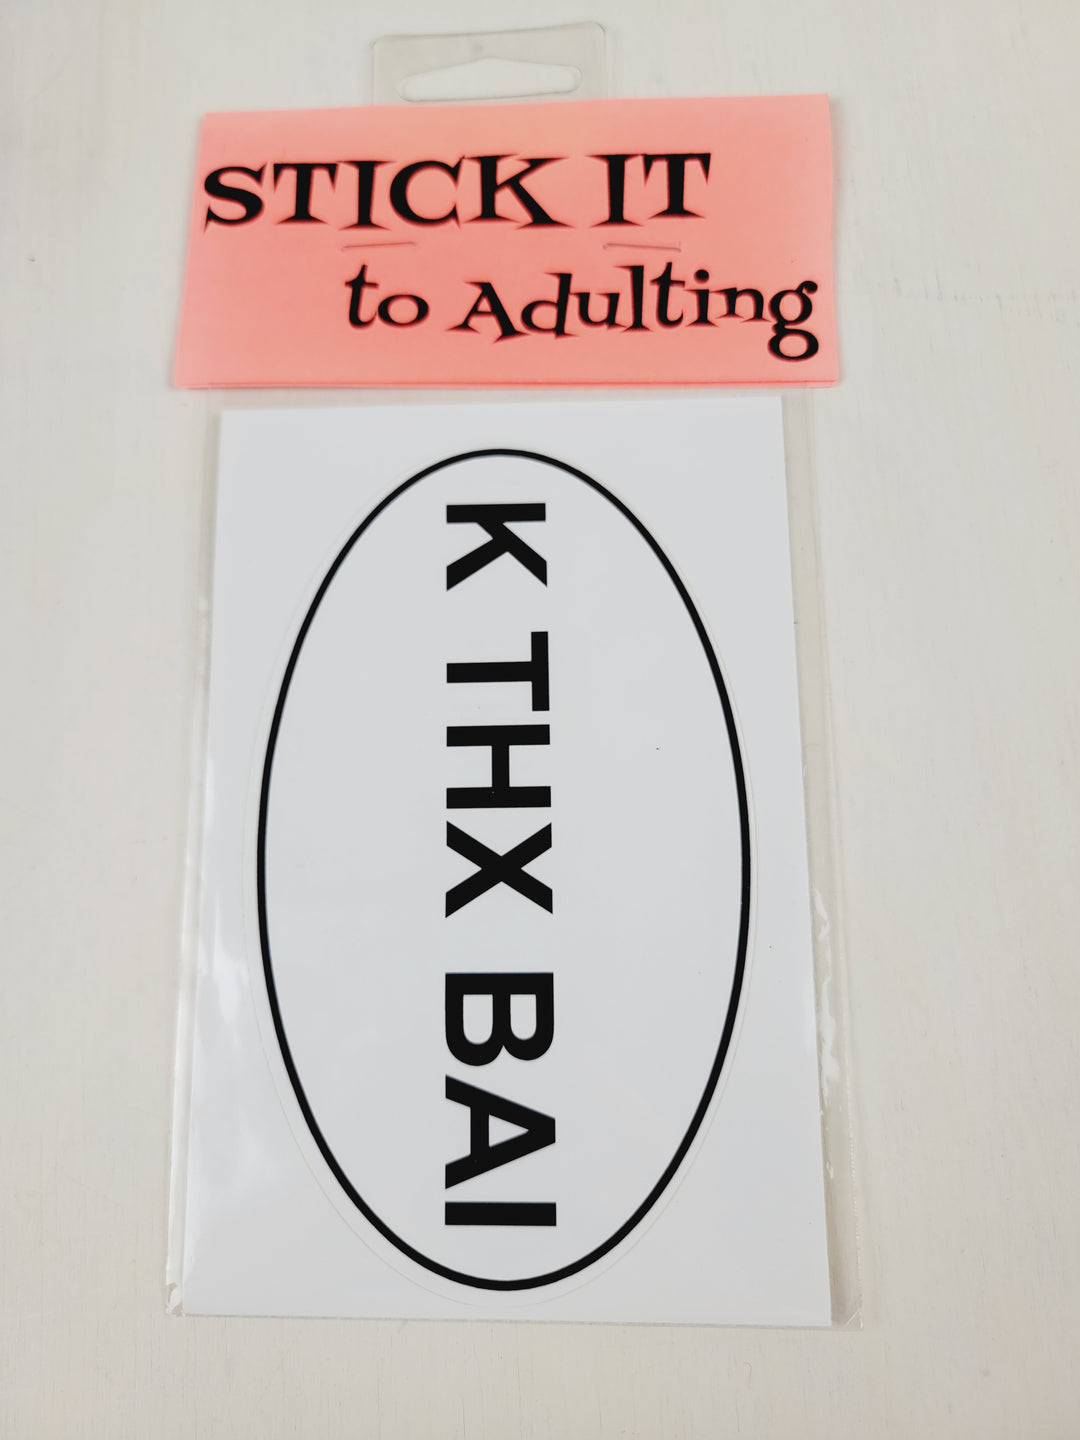 STICK IT
to Adulting
K THX BAI